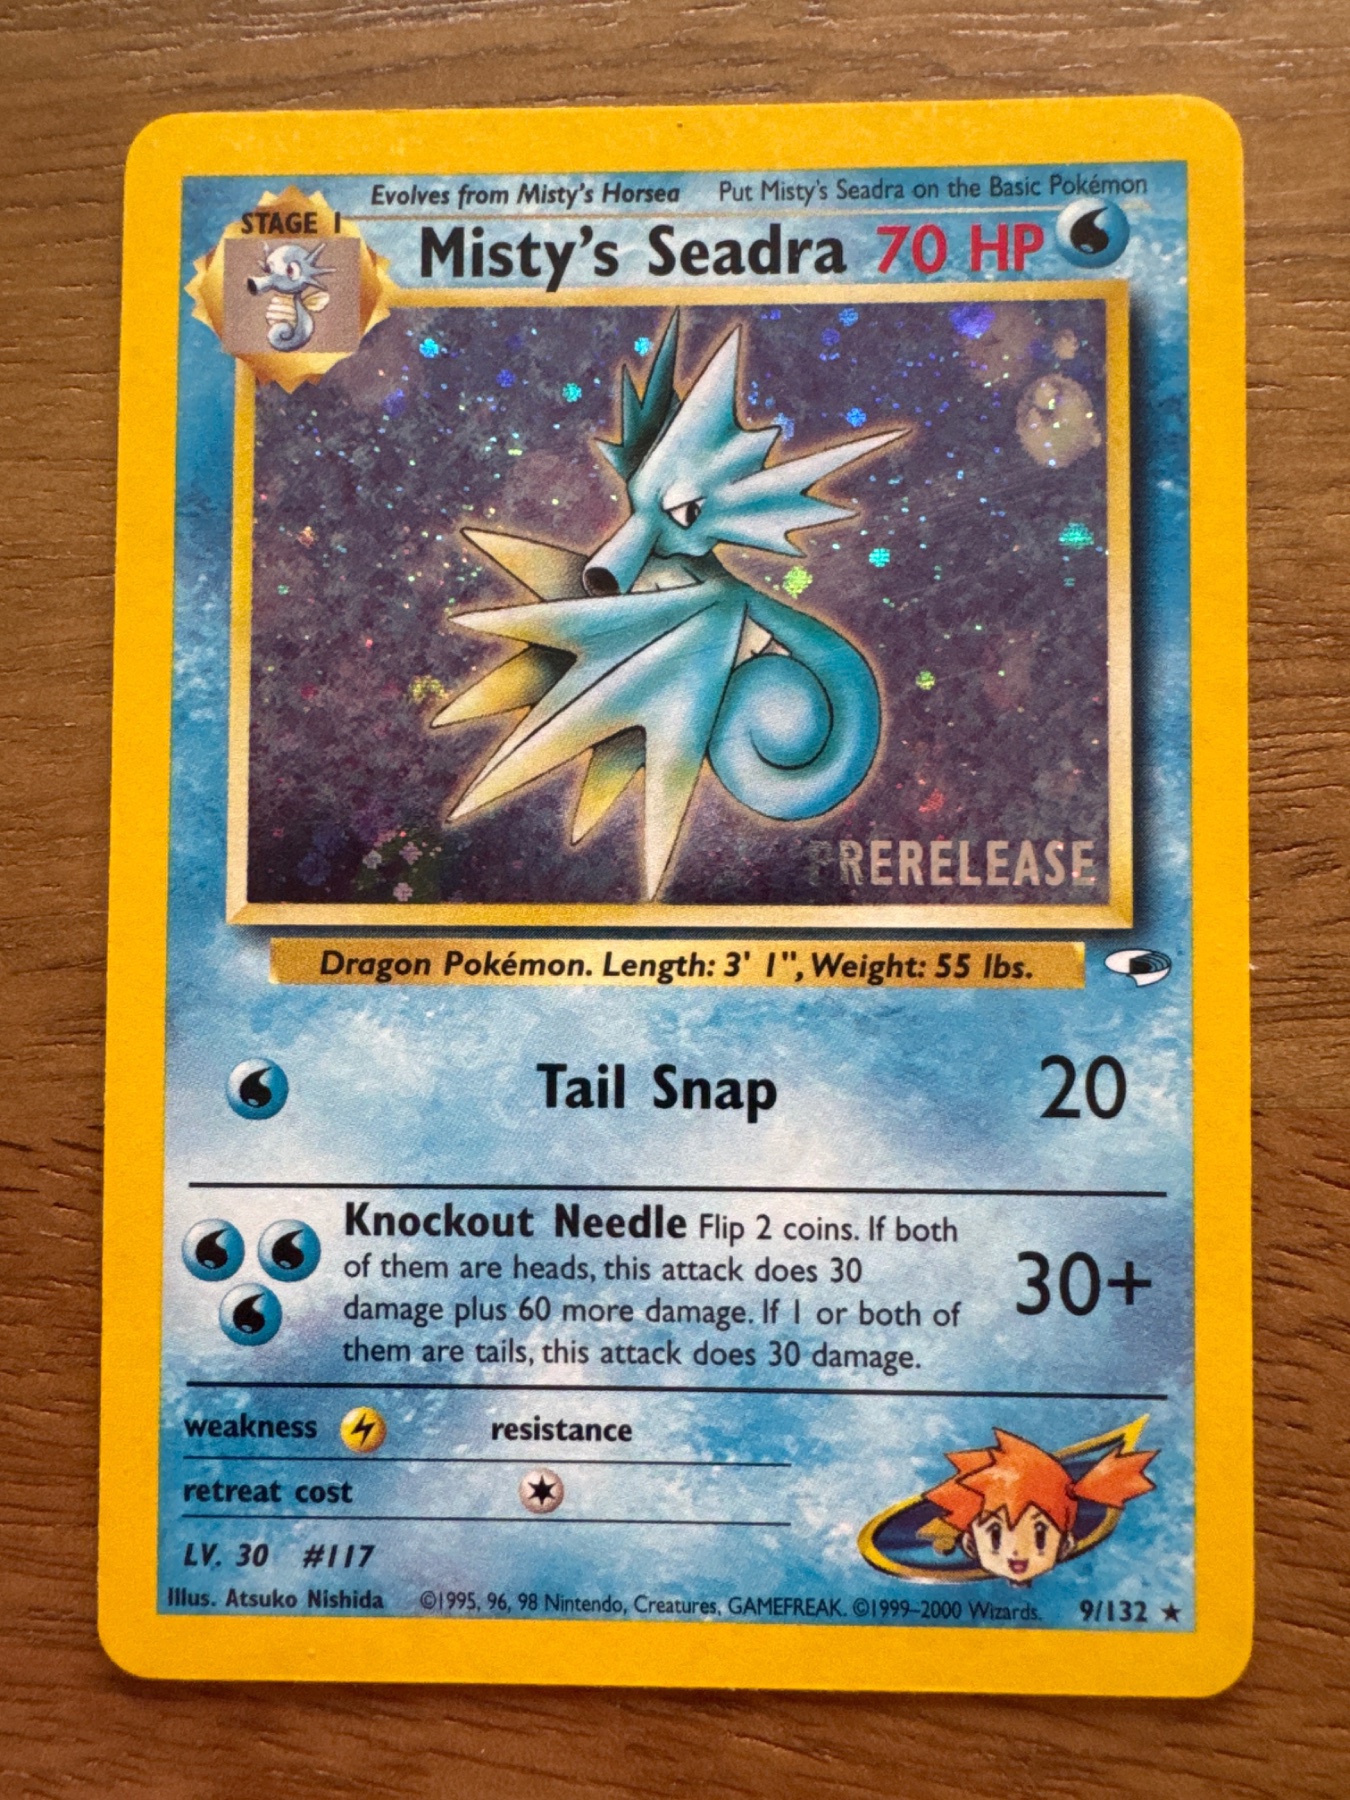 Evolves from Misty's Horsea Put Misty's Seadra on the Basic Pokémon
STAGE 1
Misty's Seadra 70 HP
PRERELEASE
Dragon Pokémon. Length: 3' 1", Weight: 55 lbs.
Tail Snap 20
Knockout Needle Flip 2 coins. If both
of them are heads, this attack does 30
damage plus 60 more damage. If 1 or both of
them are tails, this attack does 30 damage.
30+
weakness resistance
retreat cost
LV. 30 #117
Illus. Atsuko Nishida ©1995, 96, 98 Nintendo, Creatures, GAMEFREAK. ©1999–2000 Wizards. 9/132 ★